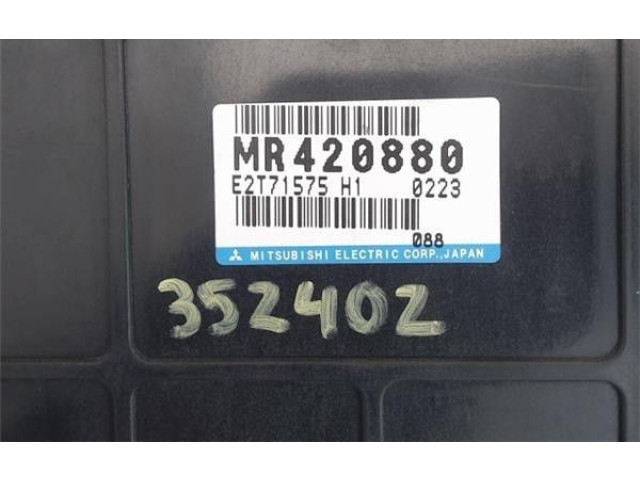 MR420880
E2T71575 H1 0223
088
MITSUBISHI ELECTRIC CORP., JAPAN
352402